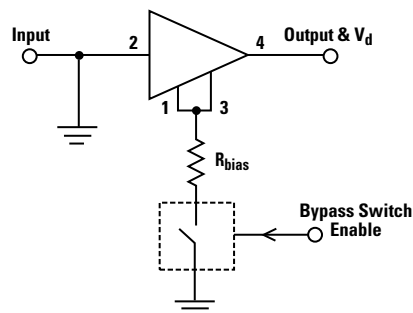 Input
2
4
Output & Vd
1
3
Rbias
Bypass Switch
Enable